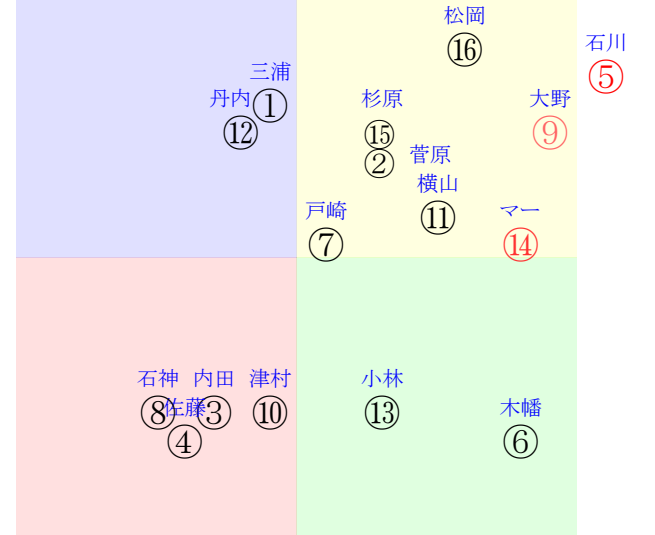 松岡
⑯
石川
⑤
三浦
①
丹内
⑫
杉原
⑮
大野
⑨
②
菅原
横山
⑪
戸崎
⑦
マー
⑭
石神
⑧
内田
③
津村
⑩
小林
⑬
佐藤
④
木幡
⑥